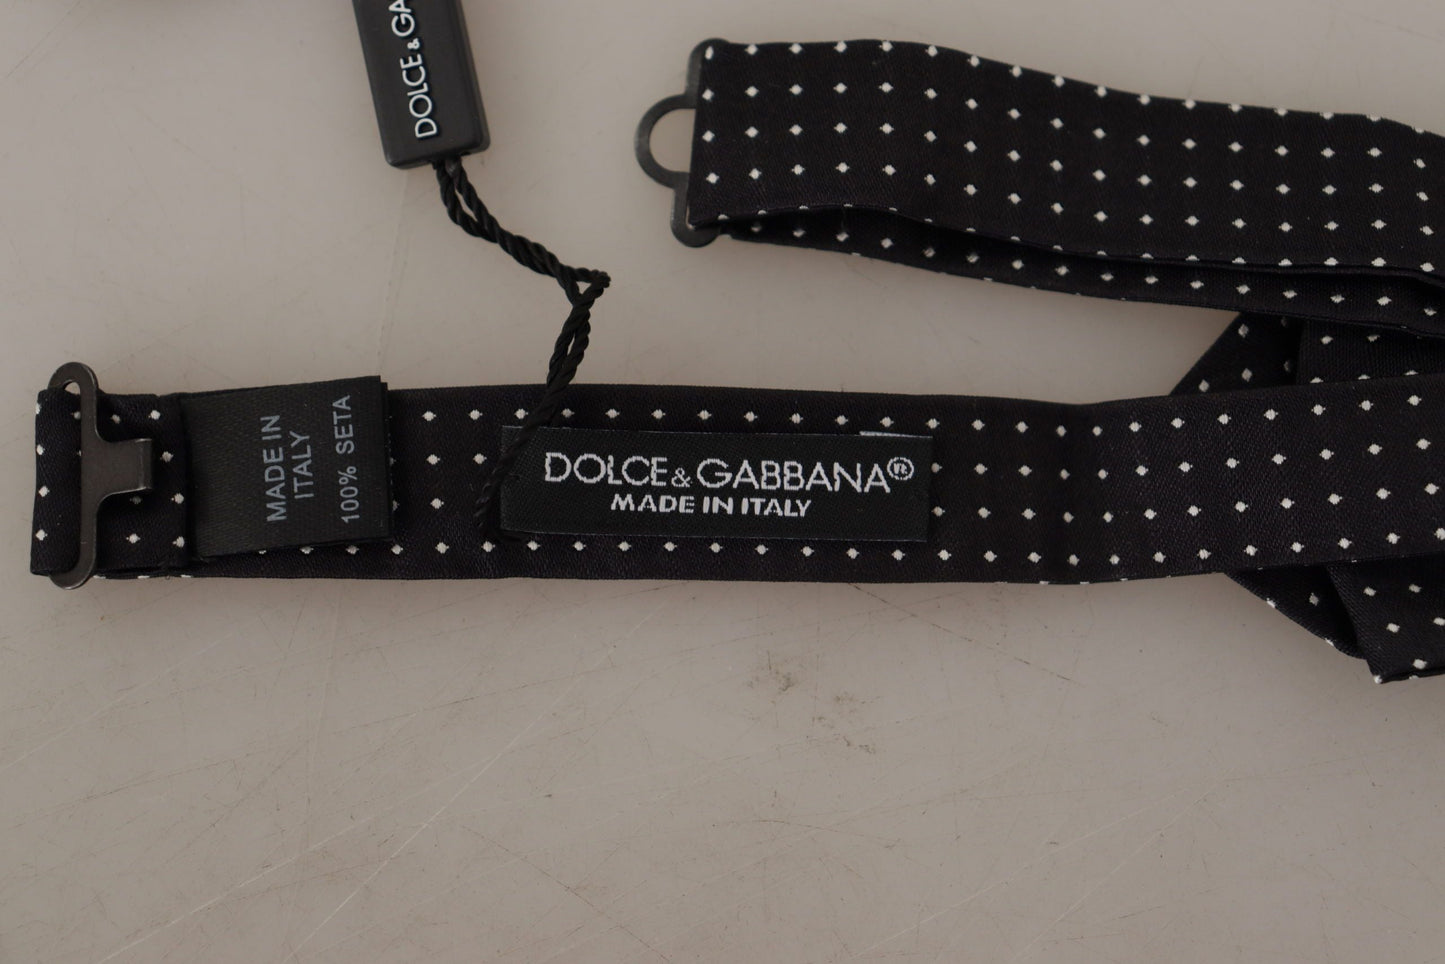 DOLCE & GA
MADE IN
ITALY
100% SETA
DOLCE & GABBANA®
MADE IN ITALY